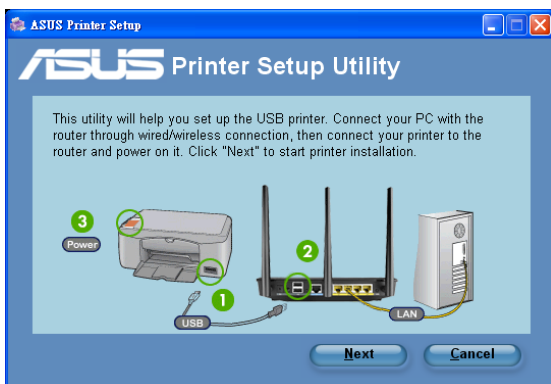 ASUS Printer Setup
ASUS Printer Setup Utility
This utility will help you set up the USB printer. Connect your PC with the
router through wired/wireless connection, then connect your printer to the
router and power on it. Click "Next" to start printer installation.
3
Power
2
1
USB
LAN
Next
Cancel